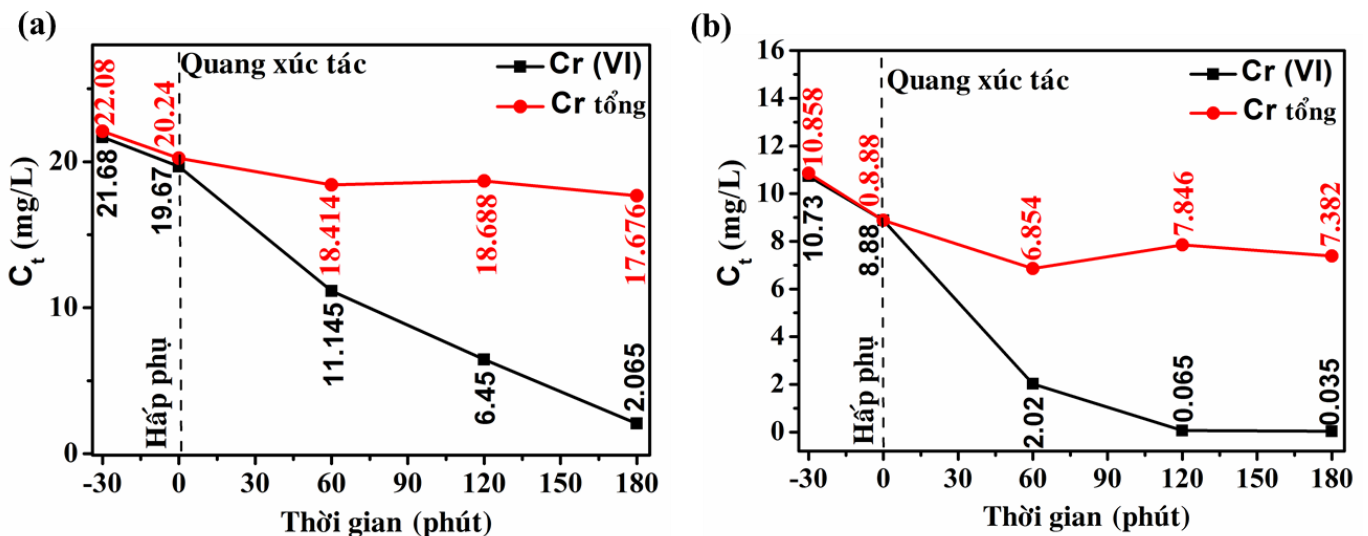 (a)
Quang xúc tác
Cr (VI)
Cr tổng
22.08
20.24
18.414
18.688
17.676
21.68
19.67
11.145
6.45
2.065
Hấp phụ
C_t (mg/L)
20
10
0
-30 0 30 60 90 120 150 180
Thời gian (phút)
(b)
Quang xúc tác
Cr (VI)
Cr tổng
10.858
0.8.88
6.854
7.846
7.382
10.73
8.88
2.02
0.065
0.035
Hấp phụ
C_t (mg/L)
16
14
12
10
8
6
4
2
0
-30 0 30 60 90 120 150 180
Thời gian (phút)